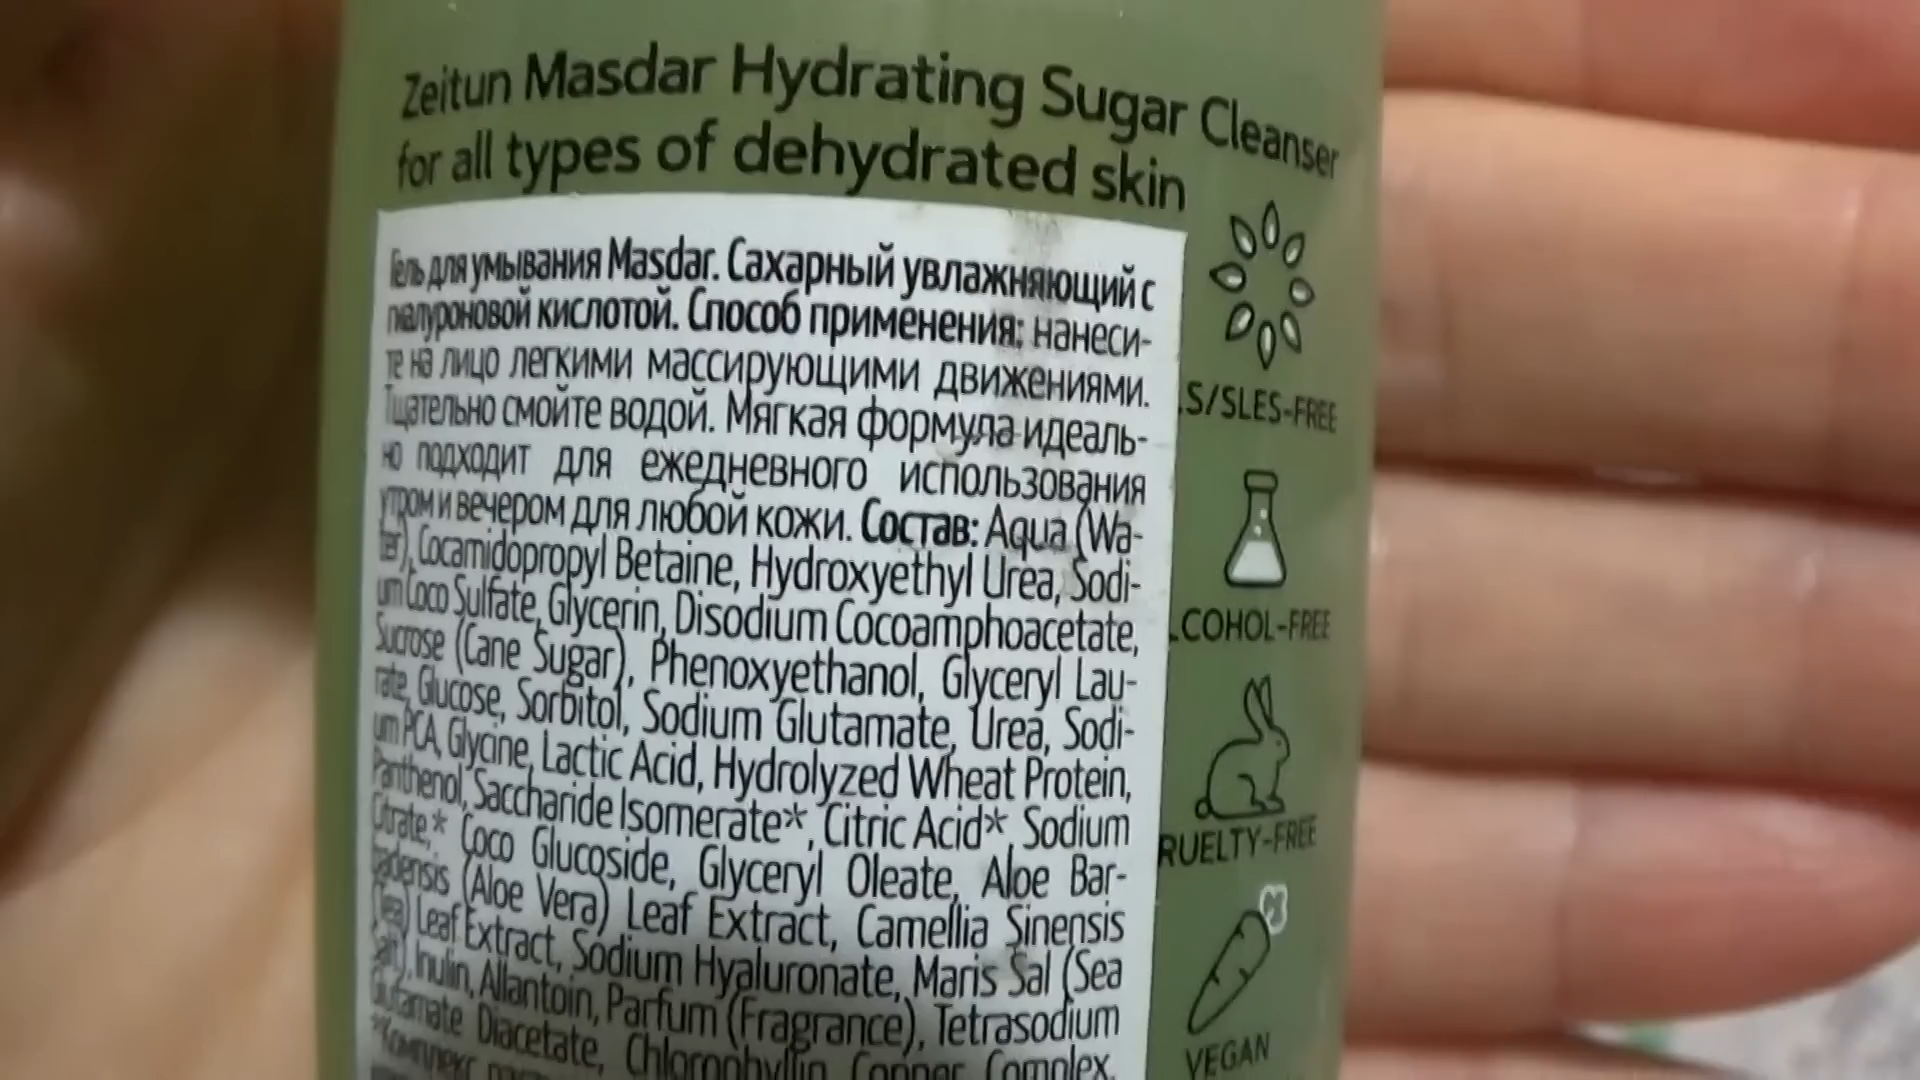 Zeitun Masdar Hydrating Sugar Cleanser
for all types of dehydrated skin
Гель для умывания Masdar. Сахарный увлажняющий с
гиалуроновой кислотой. Способ применения: нанеси-
те на лицо легкими массирующими движениями.
Тщательно смойте водой. Мягкая формула идеаль-
но подходит для ежедневного использования
утром и вечером для любой кожи. Состав: Aqua (Wa-
ter), Cocamidopropyl Betaine, Hydroxyethyl Urea, Sodi-
um Coco Sulfate, Glycerin, Disodium Cocoamphoacetate,
Sucrose (Cane Sugar), Phenoxyethanol, Glyceryl Lau-
rate, Glucose, Sorbitol, Sodium Glutamate, Urea, Sodi-
um PCA, Glycine, Lactic Acid, Hydrolyzed Wheat Protein,
Panthenol, Saccharide Isomerate*, Citric Acid*, Sodium
Citrate,* Coco Glucoside, Glyceryl Oleate, Aloe Bar-
badensis (Aloe Vera) Leaf Extract, Camellia Sinensis
(Tea) Leaf Extract, Sodium Hyaluronate, Maris Sal (Sea
Salt), Inulin, Allantoin, Parfum (Fragrance), Tetrasodium
Glutamate Diacetate, Chlorophyllin Copper Complex.
*Комплекс
S/SLES-FREE
COHOL-FREE
RUELTY-FREE
VEGAN